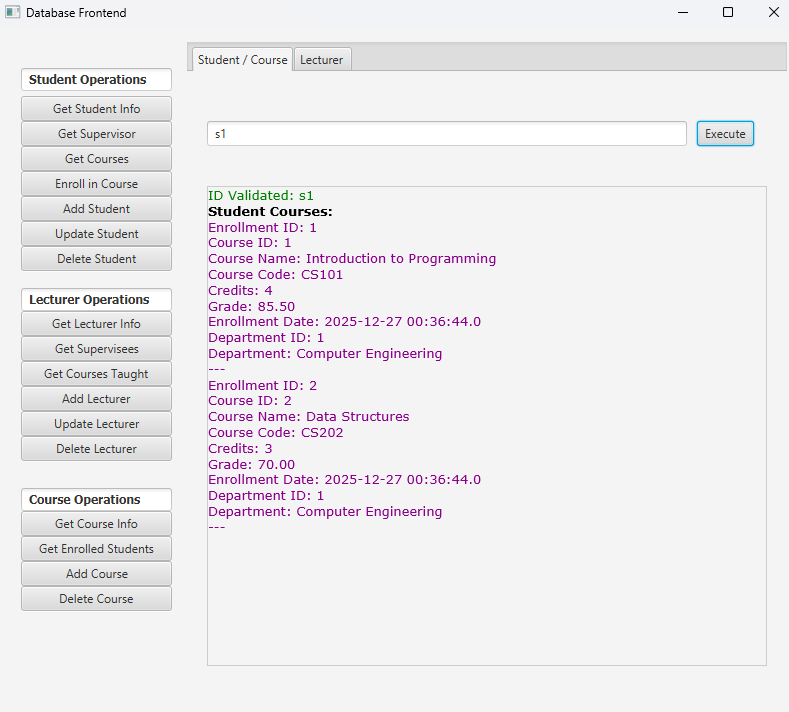 Database Frontend
Student Operations
Get Student Info
Get Supervisor
Get Courses
Enroll in Course
Add Student
Update Student
Delete Student
Lecturer Operations
Get Lecturer Info
Get Supervisees
Get Courses Taught
Add Lecturer
Update Lecturer
Delete Lecturer
Course Operations
Get Course Info
Get Enrolled Students
Add Course
Delete Course
Student / Course
Lecturer
s1
Execute
ID Validated: s1
Student Courses:
Enrollment ID: 1
Course ID: 1
Course Name: Introduction to Programming
Course Code: CS101
Credits: 4
Grade: 85.50
Enrollment Date: 2025-12-27 00:36:44.0
Department ID: 1
Department: Computer Engineering
---
Enrollment ID: 2
Course ID: 2
Course Name: Data Structures
Course Code: CS202
Credits: 3
Grade: 70.00
Enrollment Date: 2025-12-27 00:36:44.0
Department ID: 1
Department: Computer Engineering
---